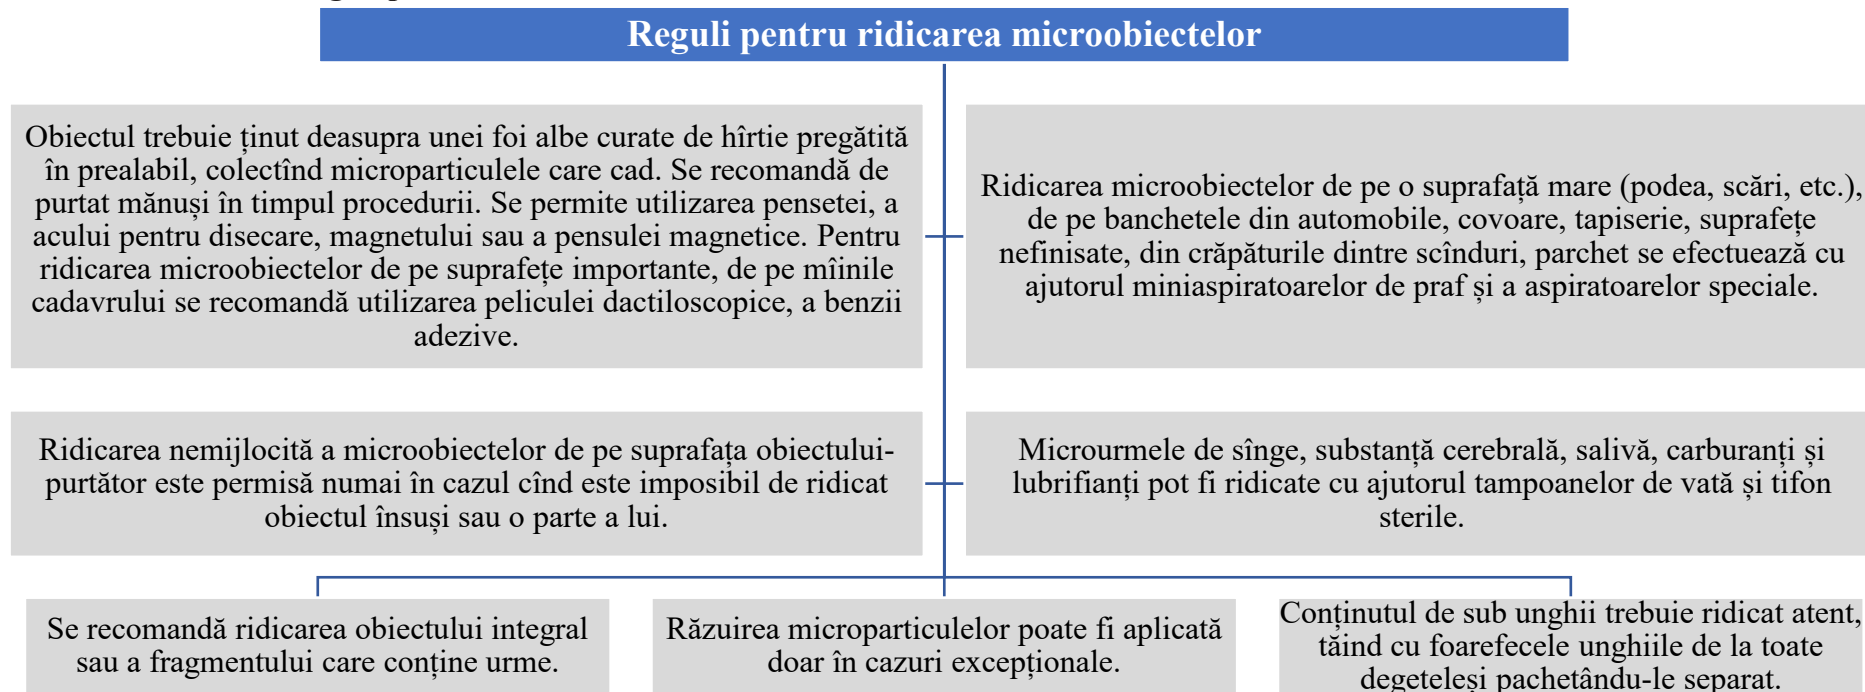 Reguli pentru ridicarea microobiectelor
Obiectul trebuie ținut deasupra unei foi albe curate de hîrtie pregătită
în prealabil, colectînd microparticulele care cad. Se recomandă de
purtat mănuși în timpul procedurii. Se permite utilizarea pensetei, a
acului pentru disecare, magnetului sau a pensulei magnetice. Pentru
ridicarea microobiectelor de pe suprafețe importante, de pe mîinile
cadavrului se recomandă utilizarea peliculei dactiloscopice, a benzii
adezive.
Ridicarea microobiectelor de pe o suprafață mare (podea, scări, etc.),
de pe banchetele din automobile, covoare, tapiserie, suprafețe
nefinisate, din crăpăturile dintre scînduri, parchet se efectuează cu
ajutorul miniaspiratoarelor de praf și a aspiratoarelor speciale.
Ridicarea nemijlocită a microobiectelor de pe suprafața obiectului-
purtător este permisă numai în cazul cînd este imposibil de ridicat
obiectul însuși sau o parte a lui.
Microurmele de sînge, substanță cerebrală, salivă, carburanți și
lubrifianți pot fi ridicate cu ajutorul tampoanelor de vată și tifon
sterile.
Se recomandă ridicarea obiectului integral
sau a fragmentului care conține urme.
Răzuirea microparticulelor poate fi aplicată
doar în cazuri excepționale.
Conținutul de sub unghii trebuie ridicat atent,
tăind cu foarefecele unghiile de la toate
degeteleși pachetându-le separat.